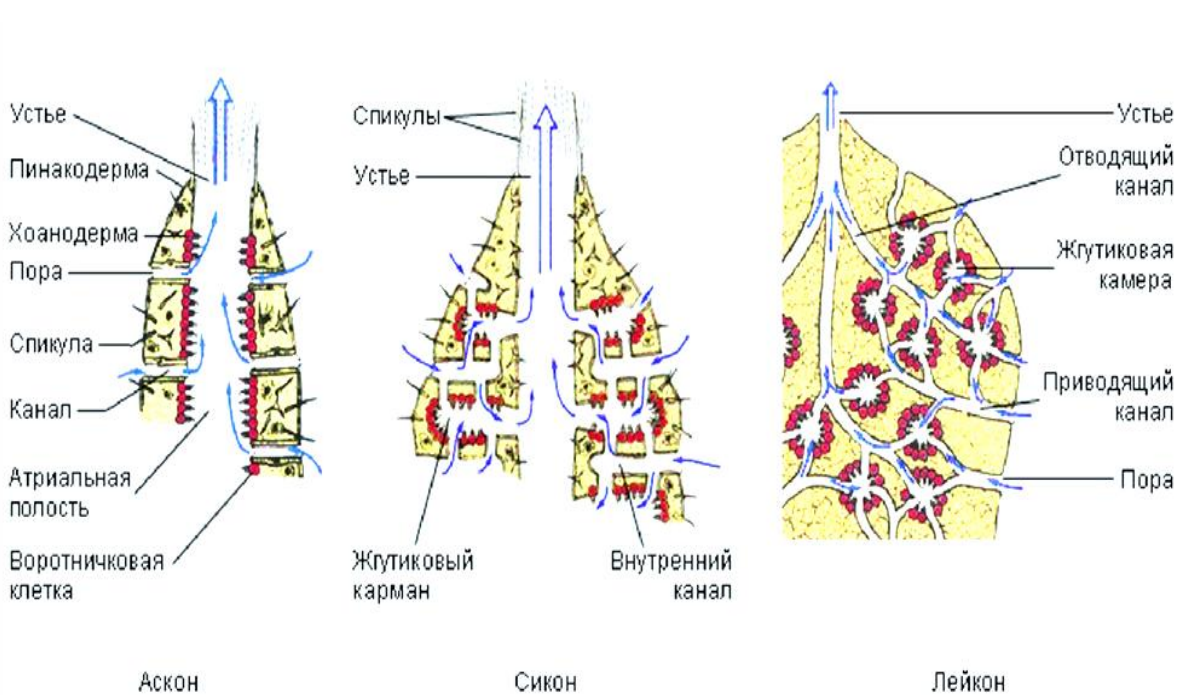 Устье
Пинакодерма
Хоанодерма
Пора
Спикула
Канал
Атриальная
полость
Воротничковая
клетка
Аскон
Спикулы
Устье
Жгутиковый
карман
Внутренний
канал
Сикон
Устье
Отводящий
канал
Жгутиковая
камера
Приводящий
канал
Пора
Лейкон